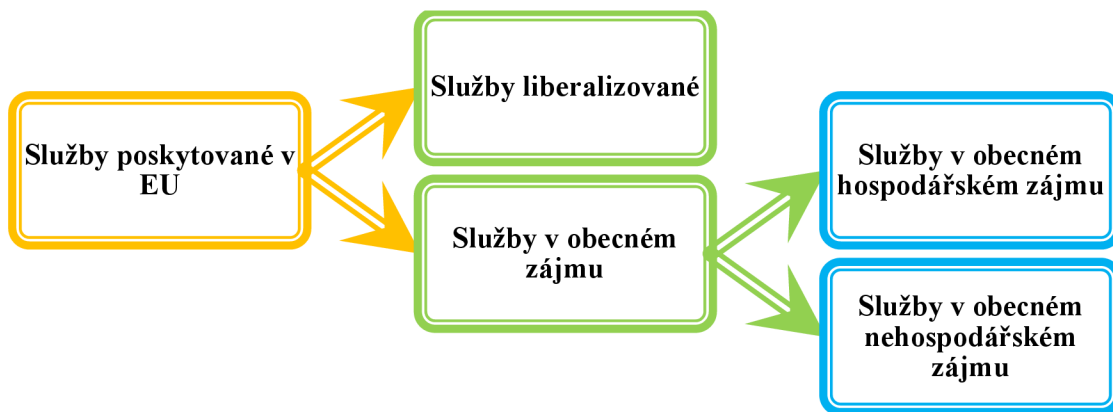 Služby poskytované v
EU
Služby liberalizované
Služby v obecném
zájmu
Služby v obecném
hospodářském zájmu
Služby v obecném
nehospodářském
zájmu